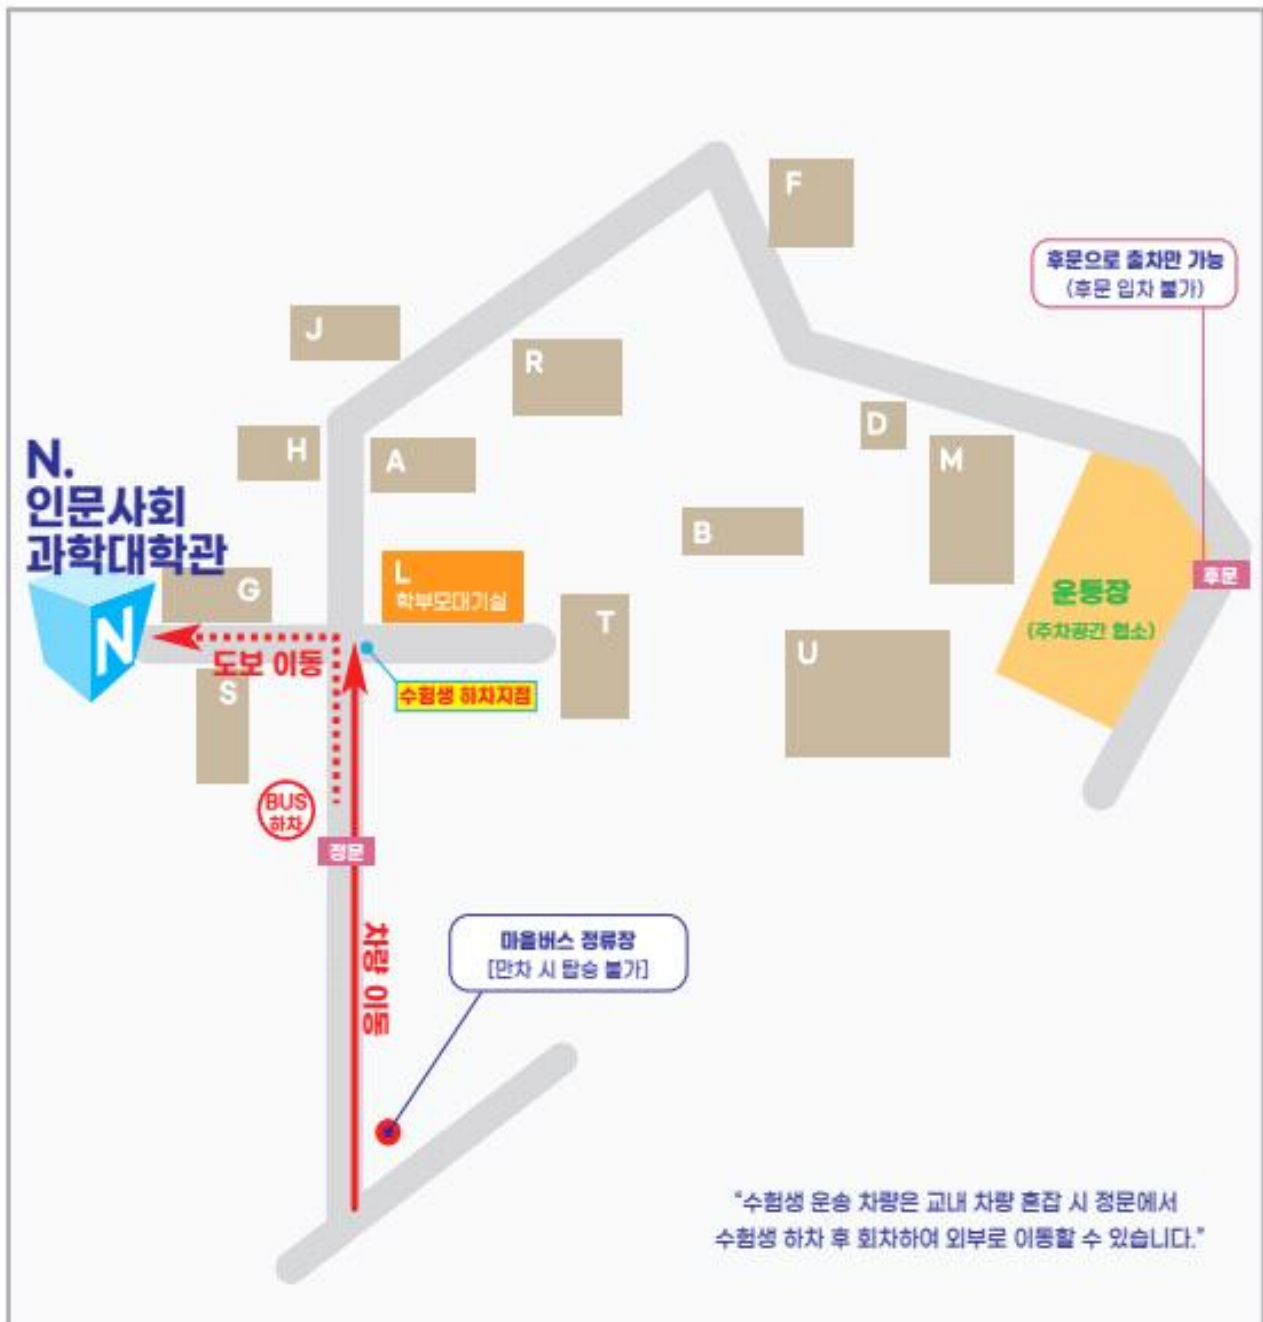 F
후문으로 출차만 가능
(후문 입차 불가)
J
R
D
H
A
M
N.
인문사회
과학대학관
B
L
학부모대기실
G
후문
운동장
(주차공간 협소)
T
U
N
도보 이동
S
수험생 하차지점
BUS
하차
정문
차량 이동
마을버스 정류장
[만차 시 탑승 불가]
"수험생 운송 차량은 교내 차량 혼잡 시 정문에서
수험생 하차 후 회차하여 외부로 이동할 수 있습니다."